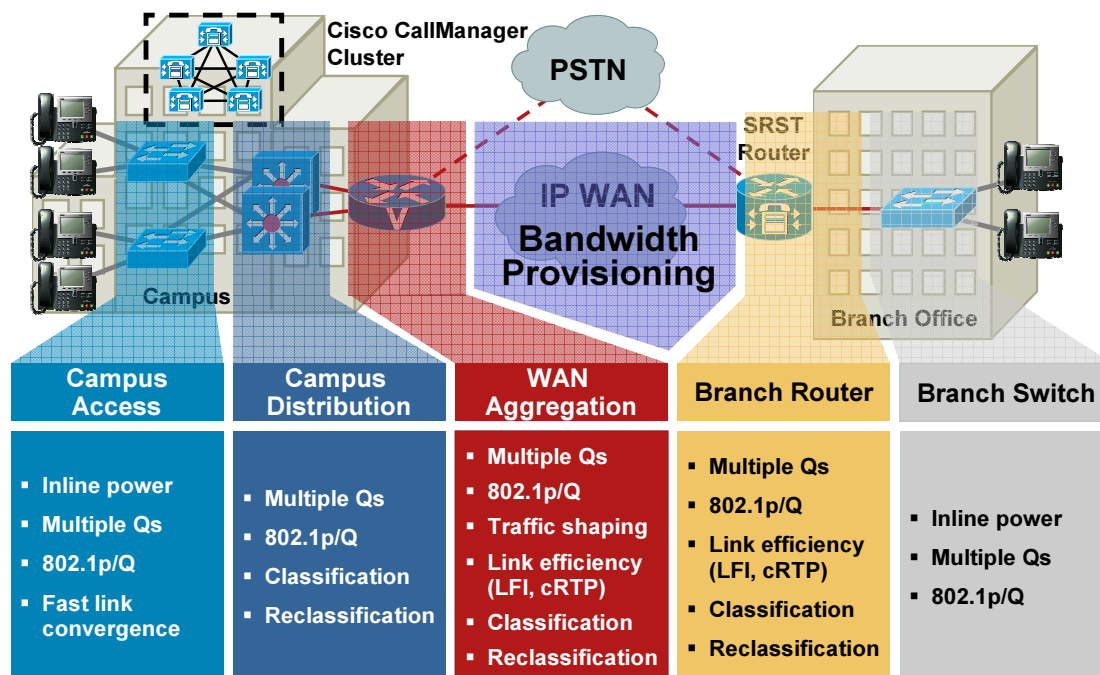 Cisco CallManager
Cluster
PSTN
SRST
Router
IP WAN
Bandwidth
Provisioning
V
Campus
Branch Office
Campus
Access
Campus
Distribution
WAN
Aggregation
Branch Router
Branch Switch
▪ Inline power
▪ Multiple Qs
▪ 802.1p/Q
▪ Fast link
convergence
▪ Multiple Qs
▪ 802.1p/Q
▪ Classification
▪ Reclassification
▪ Multiple Qs
▪ 802.1p/Q
▪ Traffic shaping
▪ Link efficiency
(LFI, cRTP)
▪ Classification
▪ Reclassification
▪ Multiple Qs
▪ 802.1p/Q
▪ Link efficiency
(LFI, cRTP)
▪ Classification
▪ Reclassification
▪ Inline power
▪ Multiple Qs
▪ 802.1p/Q